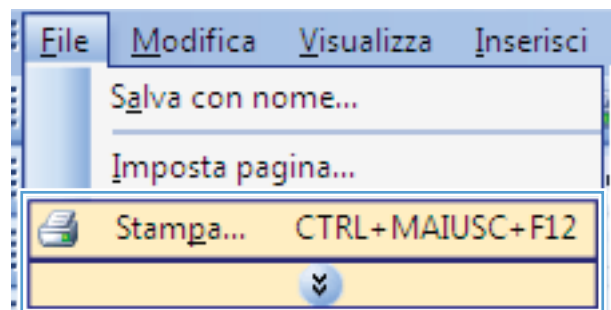 File Modifica Visualizza Inserisci
Salva con nome...
Imposta pagina...
Stampa... CTRL+MAIUSC+F12